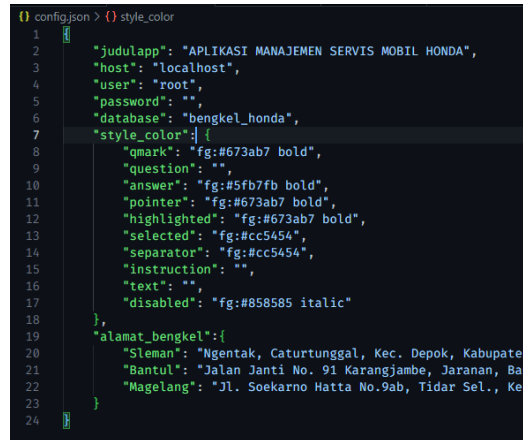 {} config.json > {} style_color
1 {
2 "judulapp": "APLIKASI MANAJEMEN SERVIS MOBIL HONDA",
3 "host": "localhost",
4 "user": "root",
5 "password": "",
6 "database": "bengkel_honda",
7 "style_color": {
8 "qmark": "fg:#673ab7 bold",
9 "question": "",
10 "answer": "fg:#5fb7fb bold",
11 "pointer": "fg:#673ab7 bold",
12 "highlighted": "fg:#673ab7 bold",
13 "selected": "fg:#cc5454",
14 "separator": "fg:#cc5454",
15 "instruction": "",
16 "text": "",
17 "disabled": "fg:#858585 italic"
18 },
19 "alamat_bengkel":{
20 "Sleman": "Ngentak, Caturtunggal, Kec. Depok, Kabupate
21 "Bantul": "Jalan Janti No. 91 Karangjambe, Jaranan, Ba
22 "Magelang": "Jl. Soekarno Hatta No.9ab, Tidar Sel., Ke
23 }
24 }